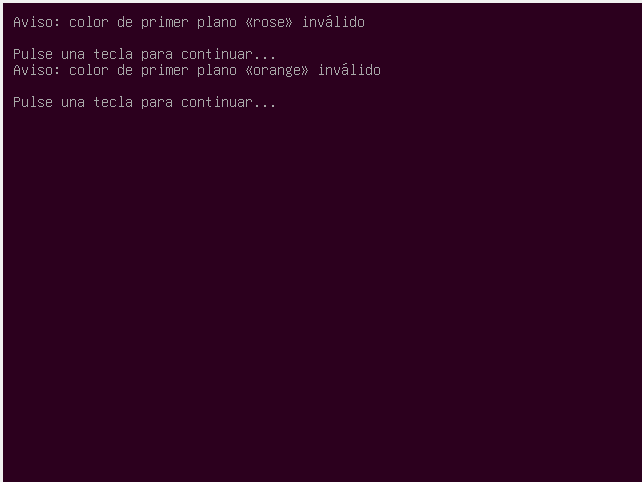 Aviso: color de primer plano «rose» inválido
Pulse una tecla para continuar...
Aviso: color de primer plano «orange» inválido
Pulse una tecla para continuar...